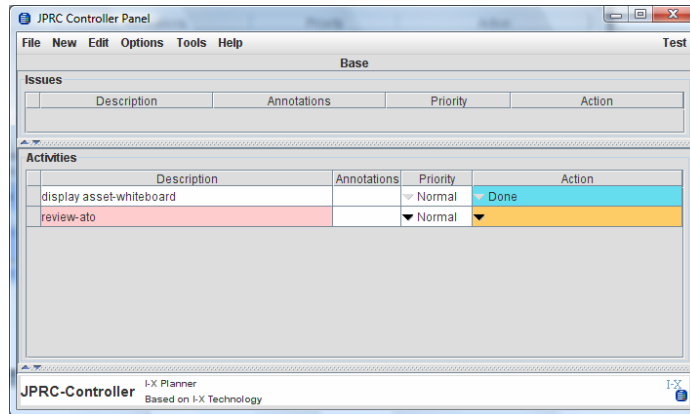 JPRC Controller Panel
File New Edit Options Tools Help Test
Base
Issues
Description Annotations Priority Action
Activities
Description Annotations Priority Action
display asset-whiteboard Normal Done
review-ato Normal
JPRC-Controller
I-X Planner
Based on I-X Technology
I-X